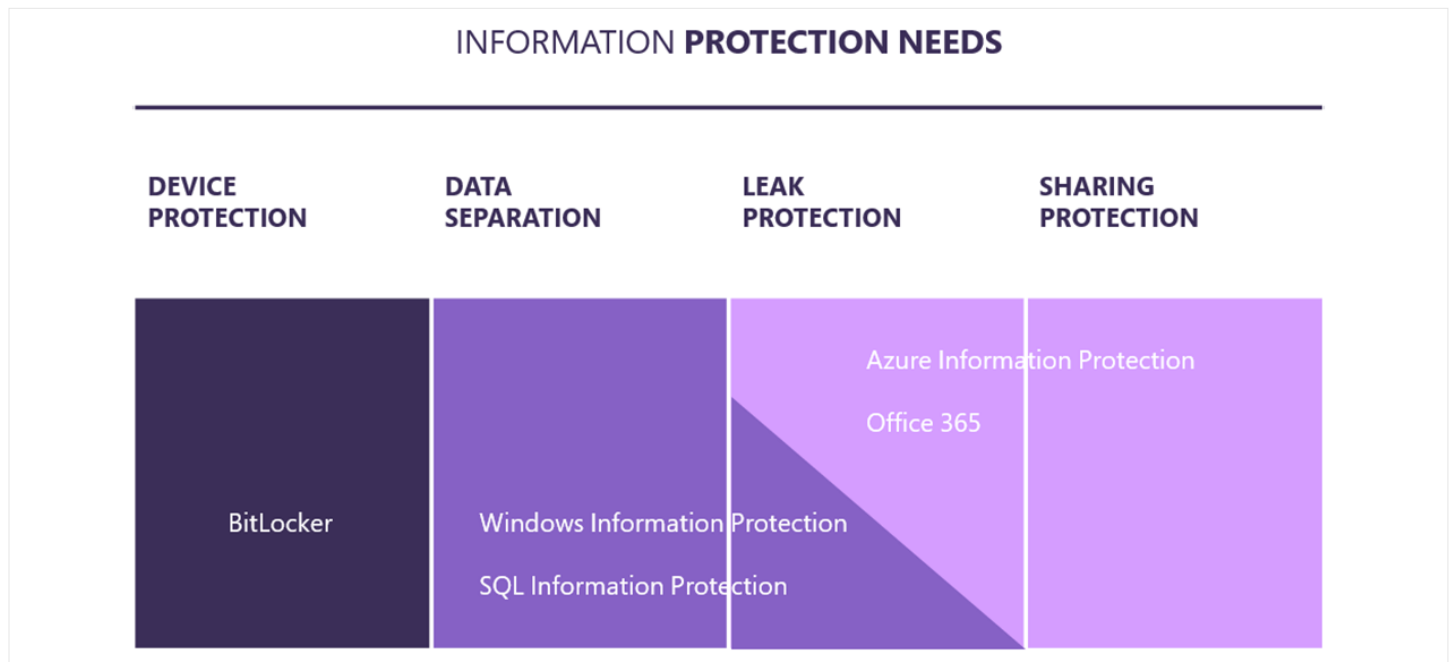 INFORMATION PROTECTION NEEDS
DEVICE
PROTECTION
DATA
SEPARATION
LEAK
PROTECTION
SHARING
PROTECTION
Azure Information Protection
Office 365
BitLocker
Windows Information Protection
SQL Information Protection